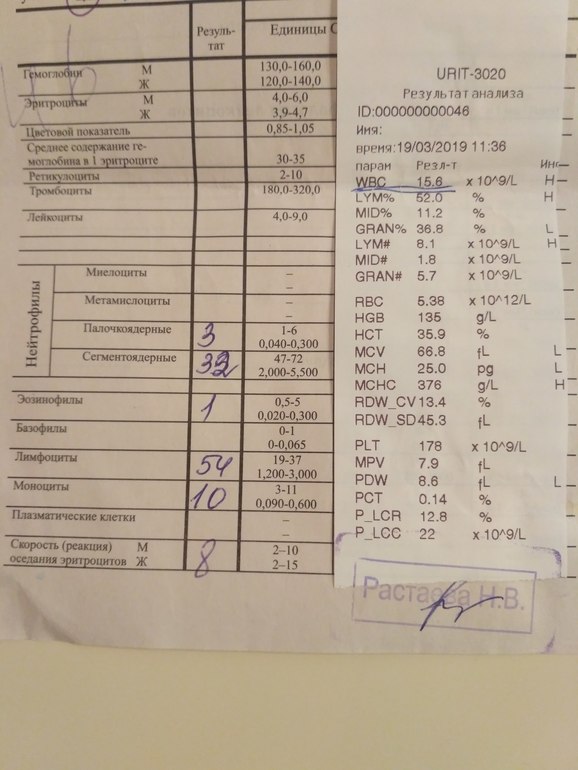 Резуль-
тат
Единицы С
Гемоглобин М 130,0-160,0
Ж 120,0-140,0
Эритроциты М 4,0-6,0
Ж 3,9-4,7
Цветовой показатель 0,85-1,05
Среднее содержание ге-
моглобина в 1 эритроците 30-35
Ретикулоциты 2-10
Тромбоциты 180,0-320,0
Лейкоциты 4,0-9,0
Нейтрофилы
Миелоциты –
–
Метамислоциты –
–
Палочкоядерные 3 1-6
0,040-0,300
Сегментоядерные 32 47-72
2,000-5,500
Эозинофилы 1 0,5-5
0,020-0,300
Базофилы 0-1
0-0,065
Лимфоциты 54 19-37
1,200-3,000
Моноциты 10 3-11
0,090-0,600
Плазматические клетки –
–
Скорость (реакция) М 8 2–10
оседания эритроцитов Ж 2–15
URIT-3020
Результат анализа
ID:000000000046
Имя:
время:19/03/2019 11:36
парам Резл-т
WBC 15.6 x 10^9/L H
LYM% 52.0 % H
MID% 11.2 %
GRAN% 36.8 % L
LYM# 8.1 x 10^9/L H
MID# 1.8 x 10^9/L
GRAN# 5.7 x 10^9/L
RBC 5.38 x 10^12/L
HGB 135 g/L
HCT 35.9 %
MCV 66.8 fL L
MCH 25.0 pg L
MCHC 376 g/L H
RDW_CV 13.4 %
RDW_SD 45.3 fL
PLT 178 x 10^9/L
MPV 7.9 fL
PDW 8.6 fL L
PCT 0.14 %
P_LCR 12.8 %
P_LCC 22 x 10^9/L
Растаева Н.В.